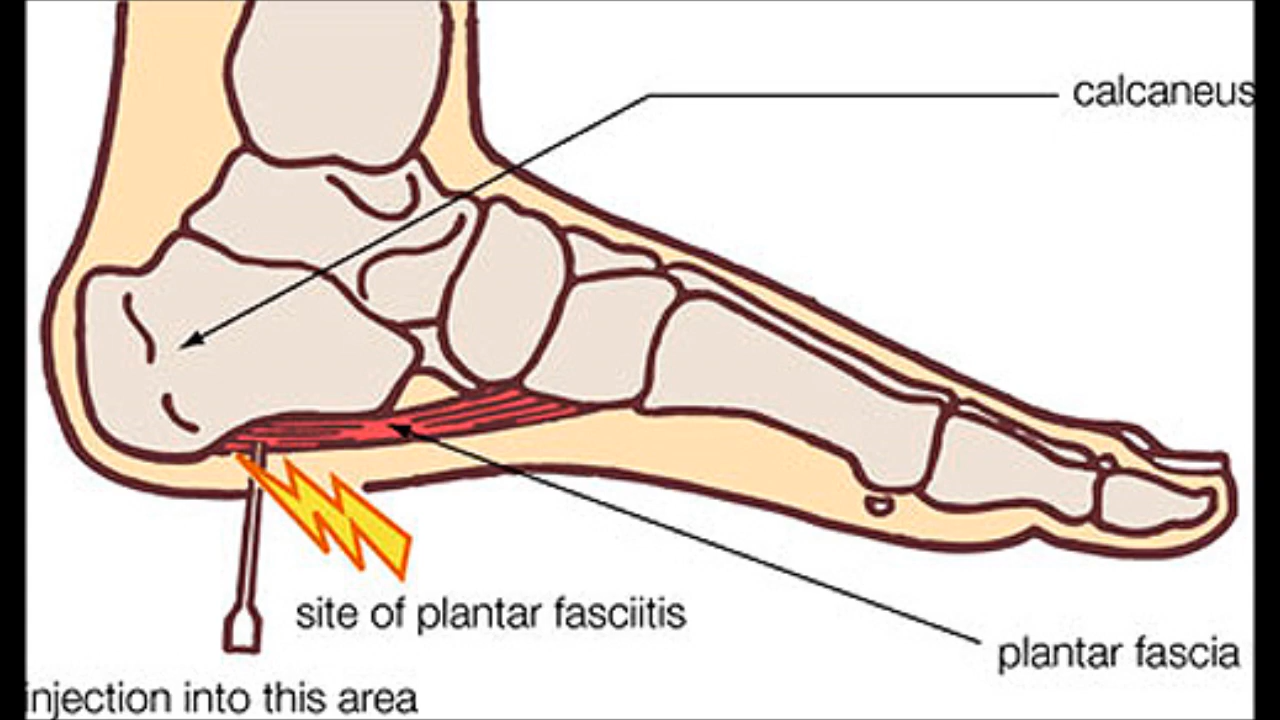 calcaneus
site of plantar fasciitis
plantar fascia
injection into this area